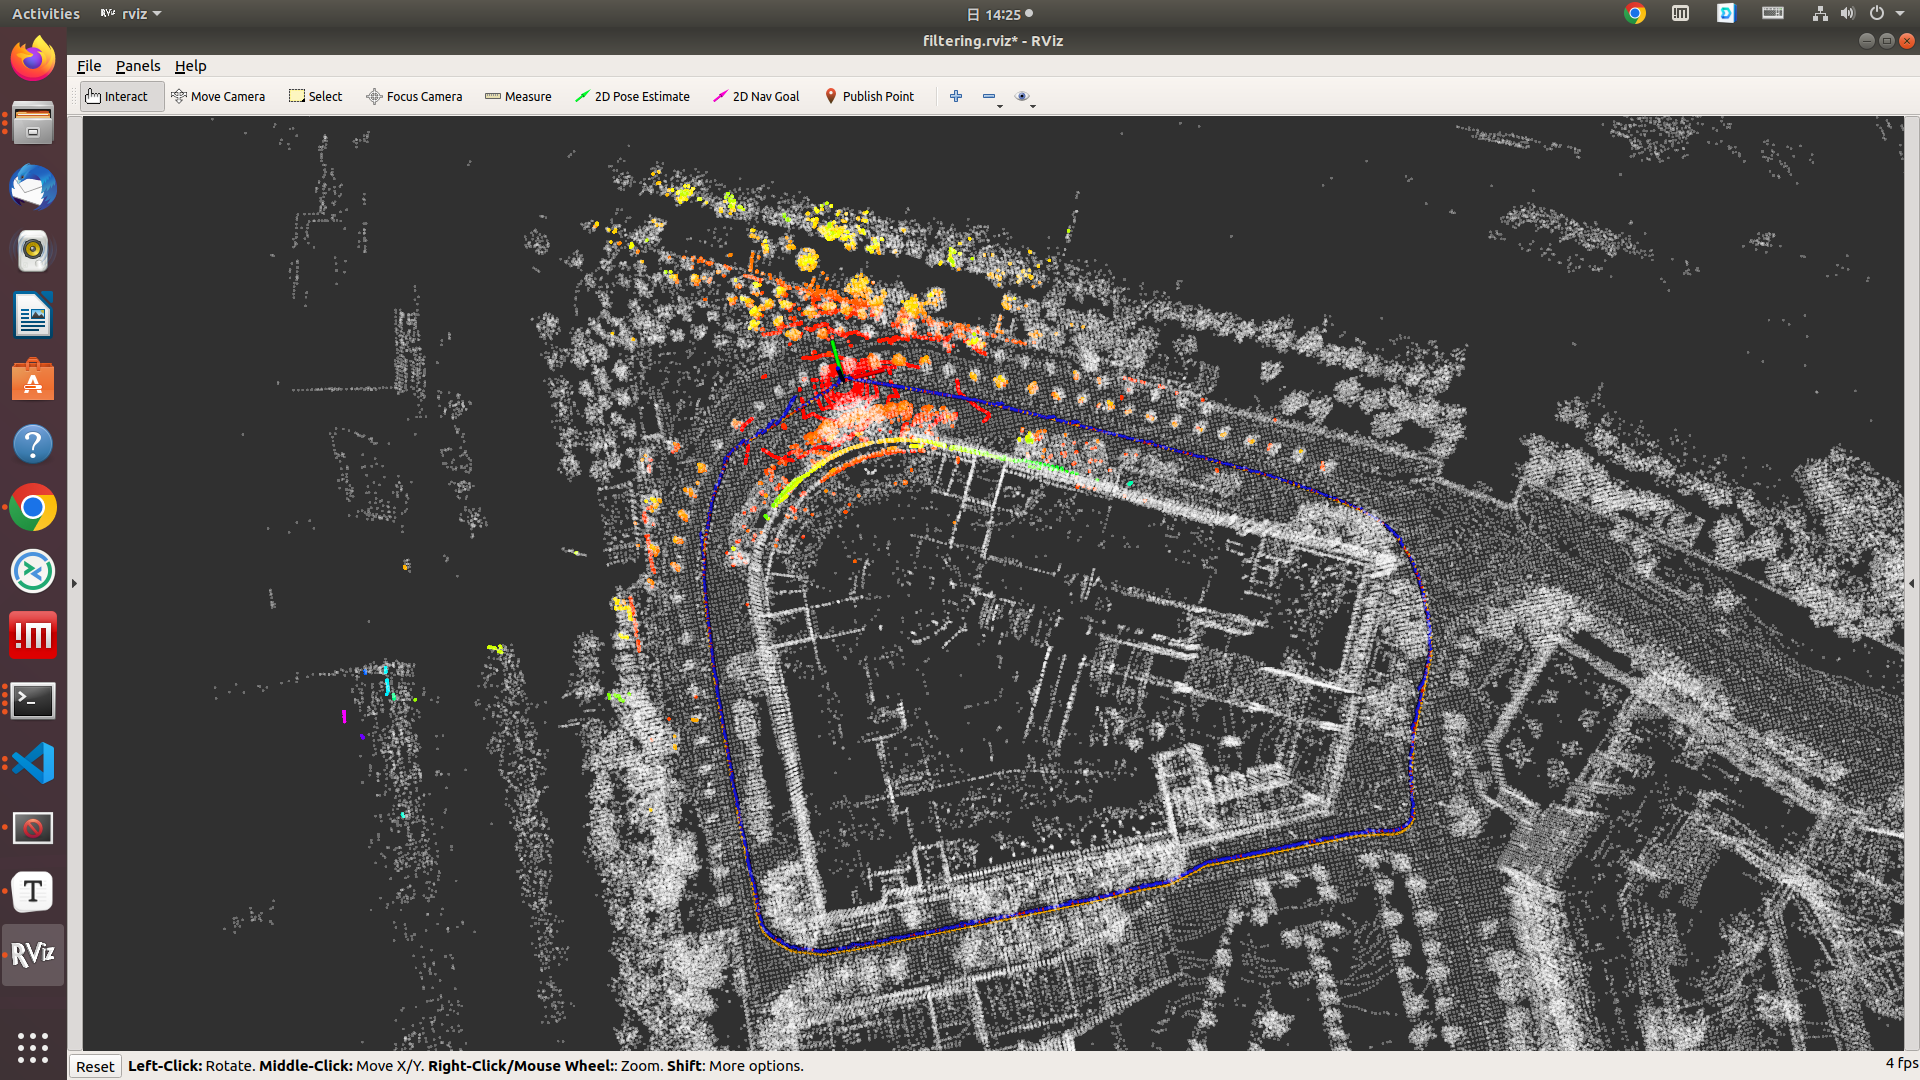 Activities
RViz rviz
日 14:25
filtering.rviz* - RViz
File Panels Help
Interact Move Camera Select Focus Camera Measure 2D Pose Estimate 2D Nav Goal Publish Point
RViz
Reset Left-Click: Rotate. Middle-Click: Move X/Y. Right-Click/Mouse Wheel:: Zoom. Shift: More options.
4 fps